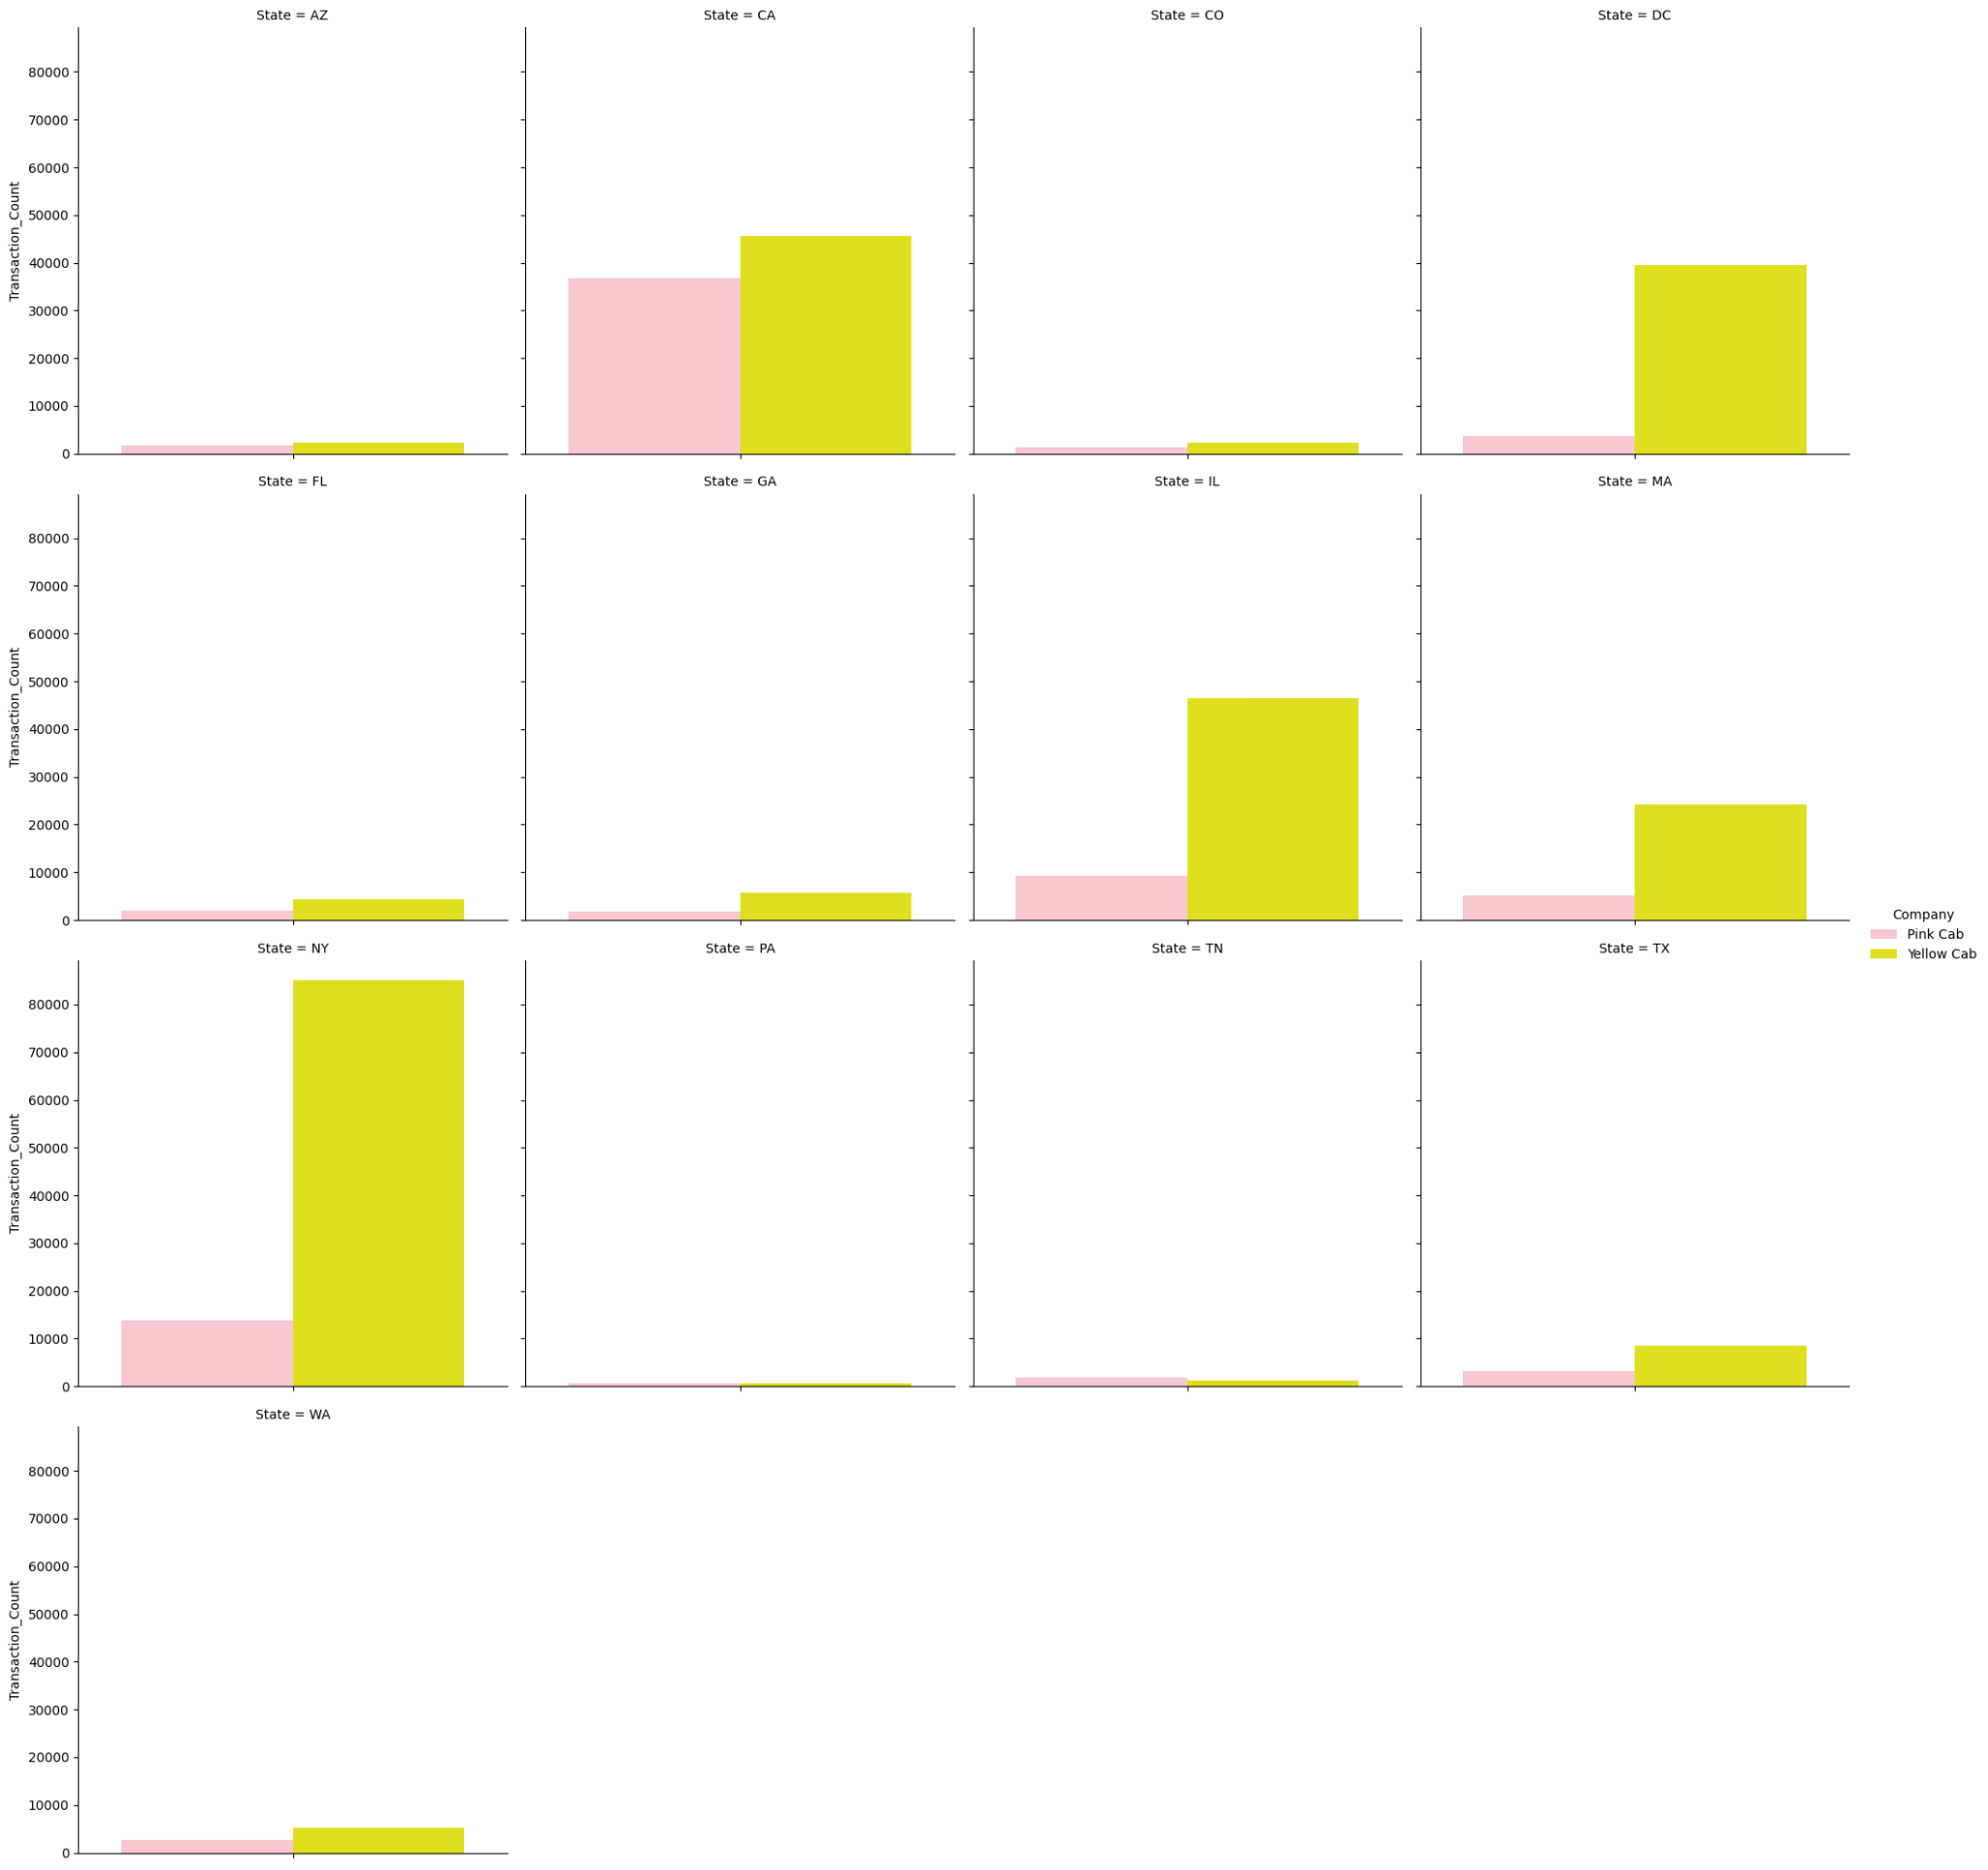 State = AZ
State = CA
State = CO
State = DC
80000
70000
60000
50000
40000
30000
20000
10000
0
Transaction_Count
State = FL
State = GA
State = IL
State = MA
80000
70000
60000
50000
40000
30000
20000
10000
0
Transaction_Count
Company
Pink Cab
Yellow Cab
State = NY
State = PA
State = TN
State = TX
80000
70000
60000
50000
40000
30000
20000
10000
0
Transaction_Count
State = WA
80000
70000
60000
50000
40000
30000
20000
10000
0
Transaction_Count